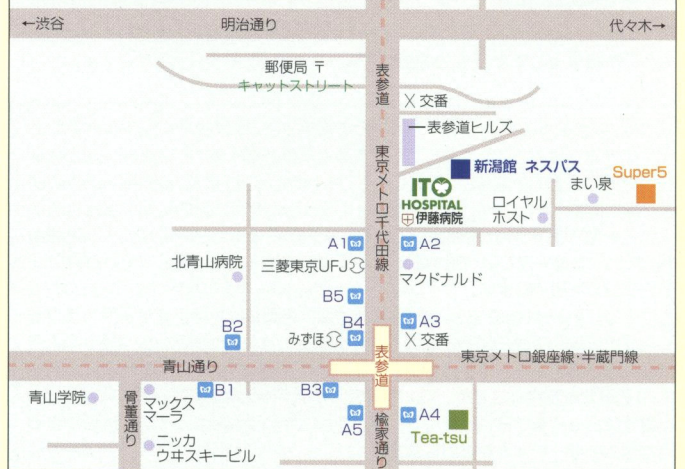 ←渋谷
明治通り
代々木→
郵便局 〒
キャットストリート
表参道
X 交番
表参道ヒルズ
東京メトロ千代田線
新潟館 ネスパス
Super5
まい泉
ITO
HOSPITAL
伊藤病院
ロイヤル
ホスト
A1
A2
北青山病院
三菱東京UFJ
マクドナルド
B5
B4
A3
B2
みずほ
X 交番
表参道
東京メトロ銀座線・半蔵門線
青山通り
青山学院
骨董通り
マックス
マーラ
B1
B3
A5
楡家通り
A4
Tea-tsu
ニッカ
ウヰスキービル